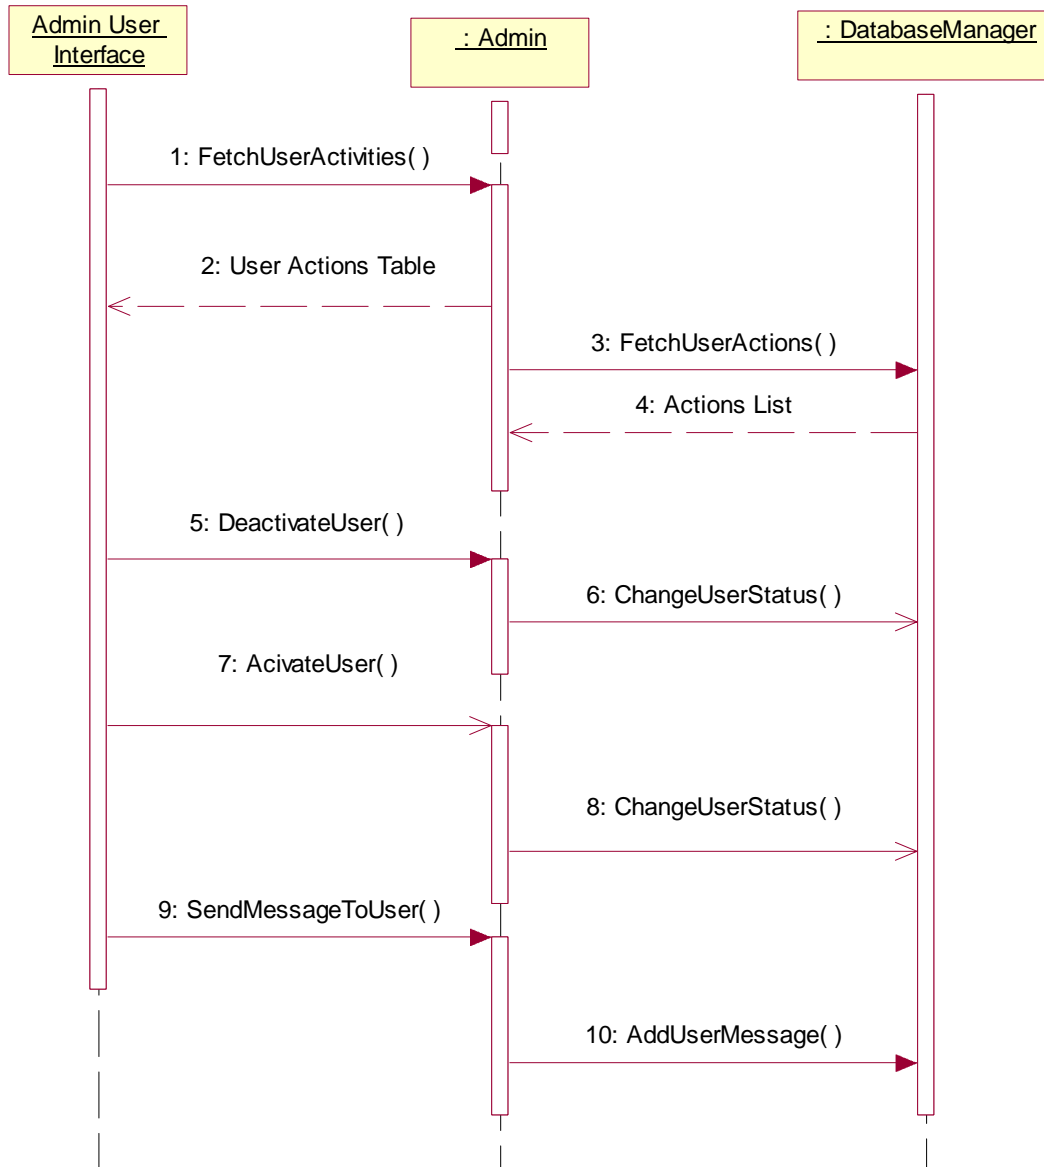 Admin User
Interface
: Admin
: DatabaseManager
1: FetchUserActivities( )
2: User Actions Table
3: FetchUserActions( )
4: Actions List
5: DeactivateUser( )
6: ChangeUserStatus( )
7: AcivateUser( )
8: ChangeUserStatus( )
9: SendMessageToUser( )
10: AddUserMessage( )